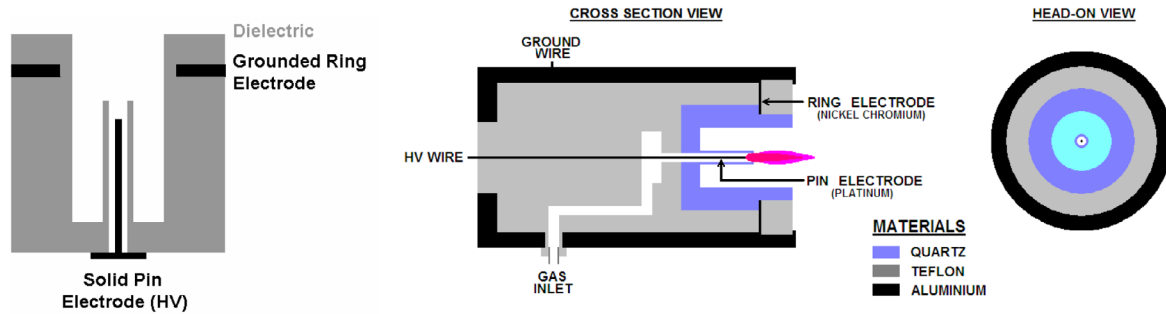 Dielectric
Grounded Ring
Electrode
Solid Pin
Electrode (HV)
CROSS SECTION VIEW
GROUND
WIRE
RING ELECTRODE
(NICKEL CHROMIUM)
HV WIRE
PIN ELECTRODE
(PLATINUM)
GAS
INLET
HEAD-ON VIEW
MATERIALS
QUARTZ
TEFLON
ALUMINIUM